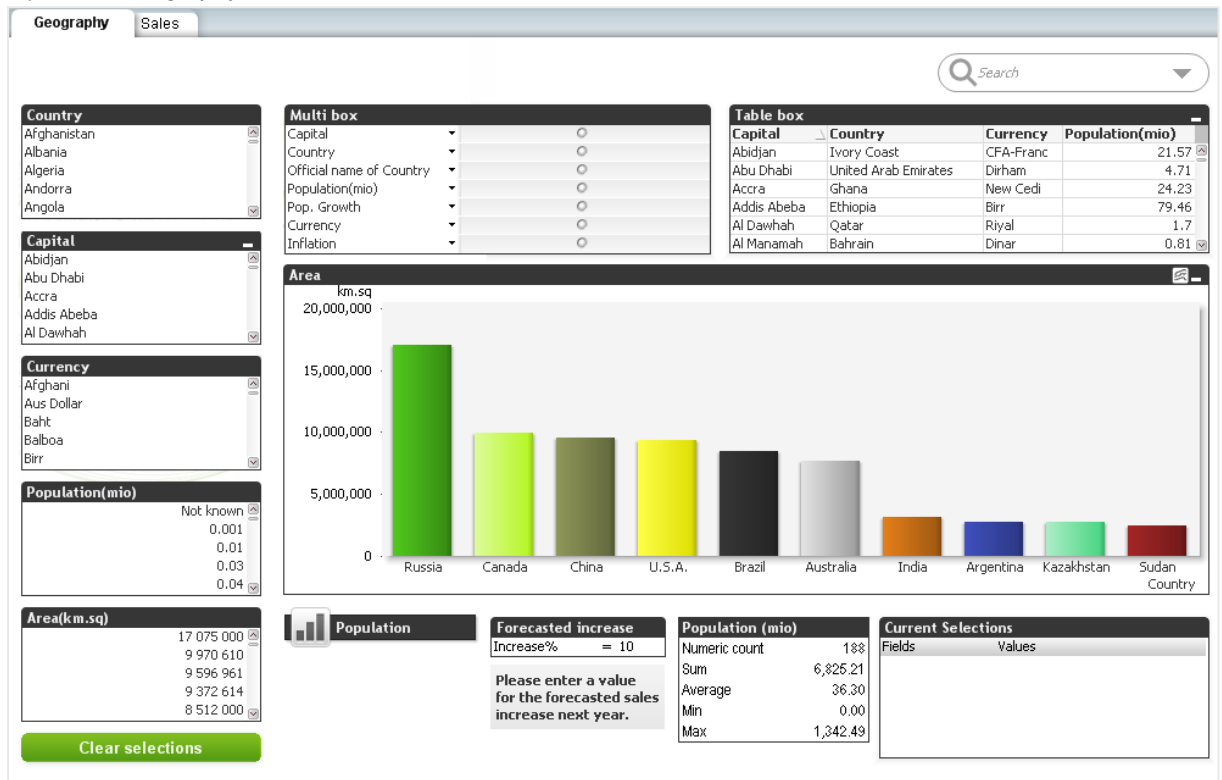 Geography
Sales
Search
Country
Afghanistan
Albania
Algeria
Andorra
Angola
Capital
Abidjan
Abu Dhabi
Accra
Addis Abeba
Al Dawhah
Currency
Afghani
Aus Dollar
Baht
Balboa
Birr
Population(mio)
Not known
0.001
0.01
0.03
0.04
Area(km.sq)
17 075 000
9 970 610
9 596 961
9 372 614
8 512 000
Clear selections
Multi box
Capital
Country
Official name of Country
Population(mio)
Pop. Growth
Currency
Inflation
Table box
Capital Country Currency Population(mio)
Abidjan Ivory Coast CFA-Franc 21.57
Abu Dhabi United Arab Emirates Dirham 4.71
Accra Ghana New Cedi 24.23
Addis Abeba Ethiopia Birr 79.46
Al Dawhah Qatar Riyal 1.7
Al Manamah Bahrain Dinar 0.81
Area
km.sq
20,000,000
15,000,000
10,000,000
5,000,000
0
Russia Canada China U.S.A. Brazil Australia India Argentina Kazakhstan Sudan
Country
Population
Forecasted increase
Increase% = 10
Please enter a value
for the forecasted sales
increase next year.
Population (mio)
Numeric count 188
Sum 6,825.21
Average 36.30
Min 0.00
Max 1,342.49
Current Selections
Fields Values